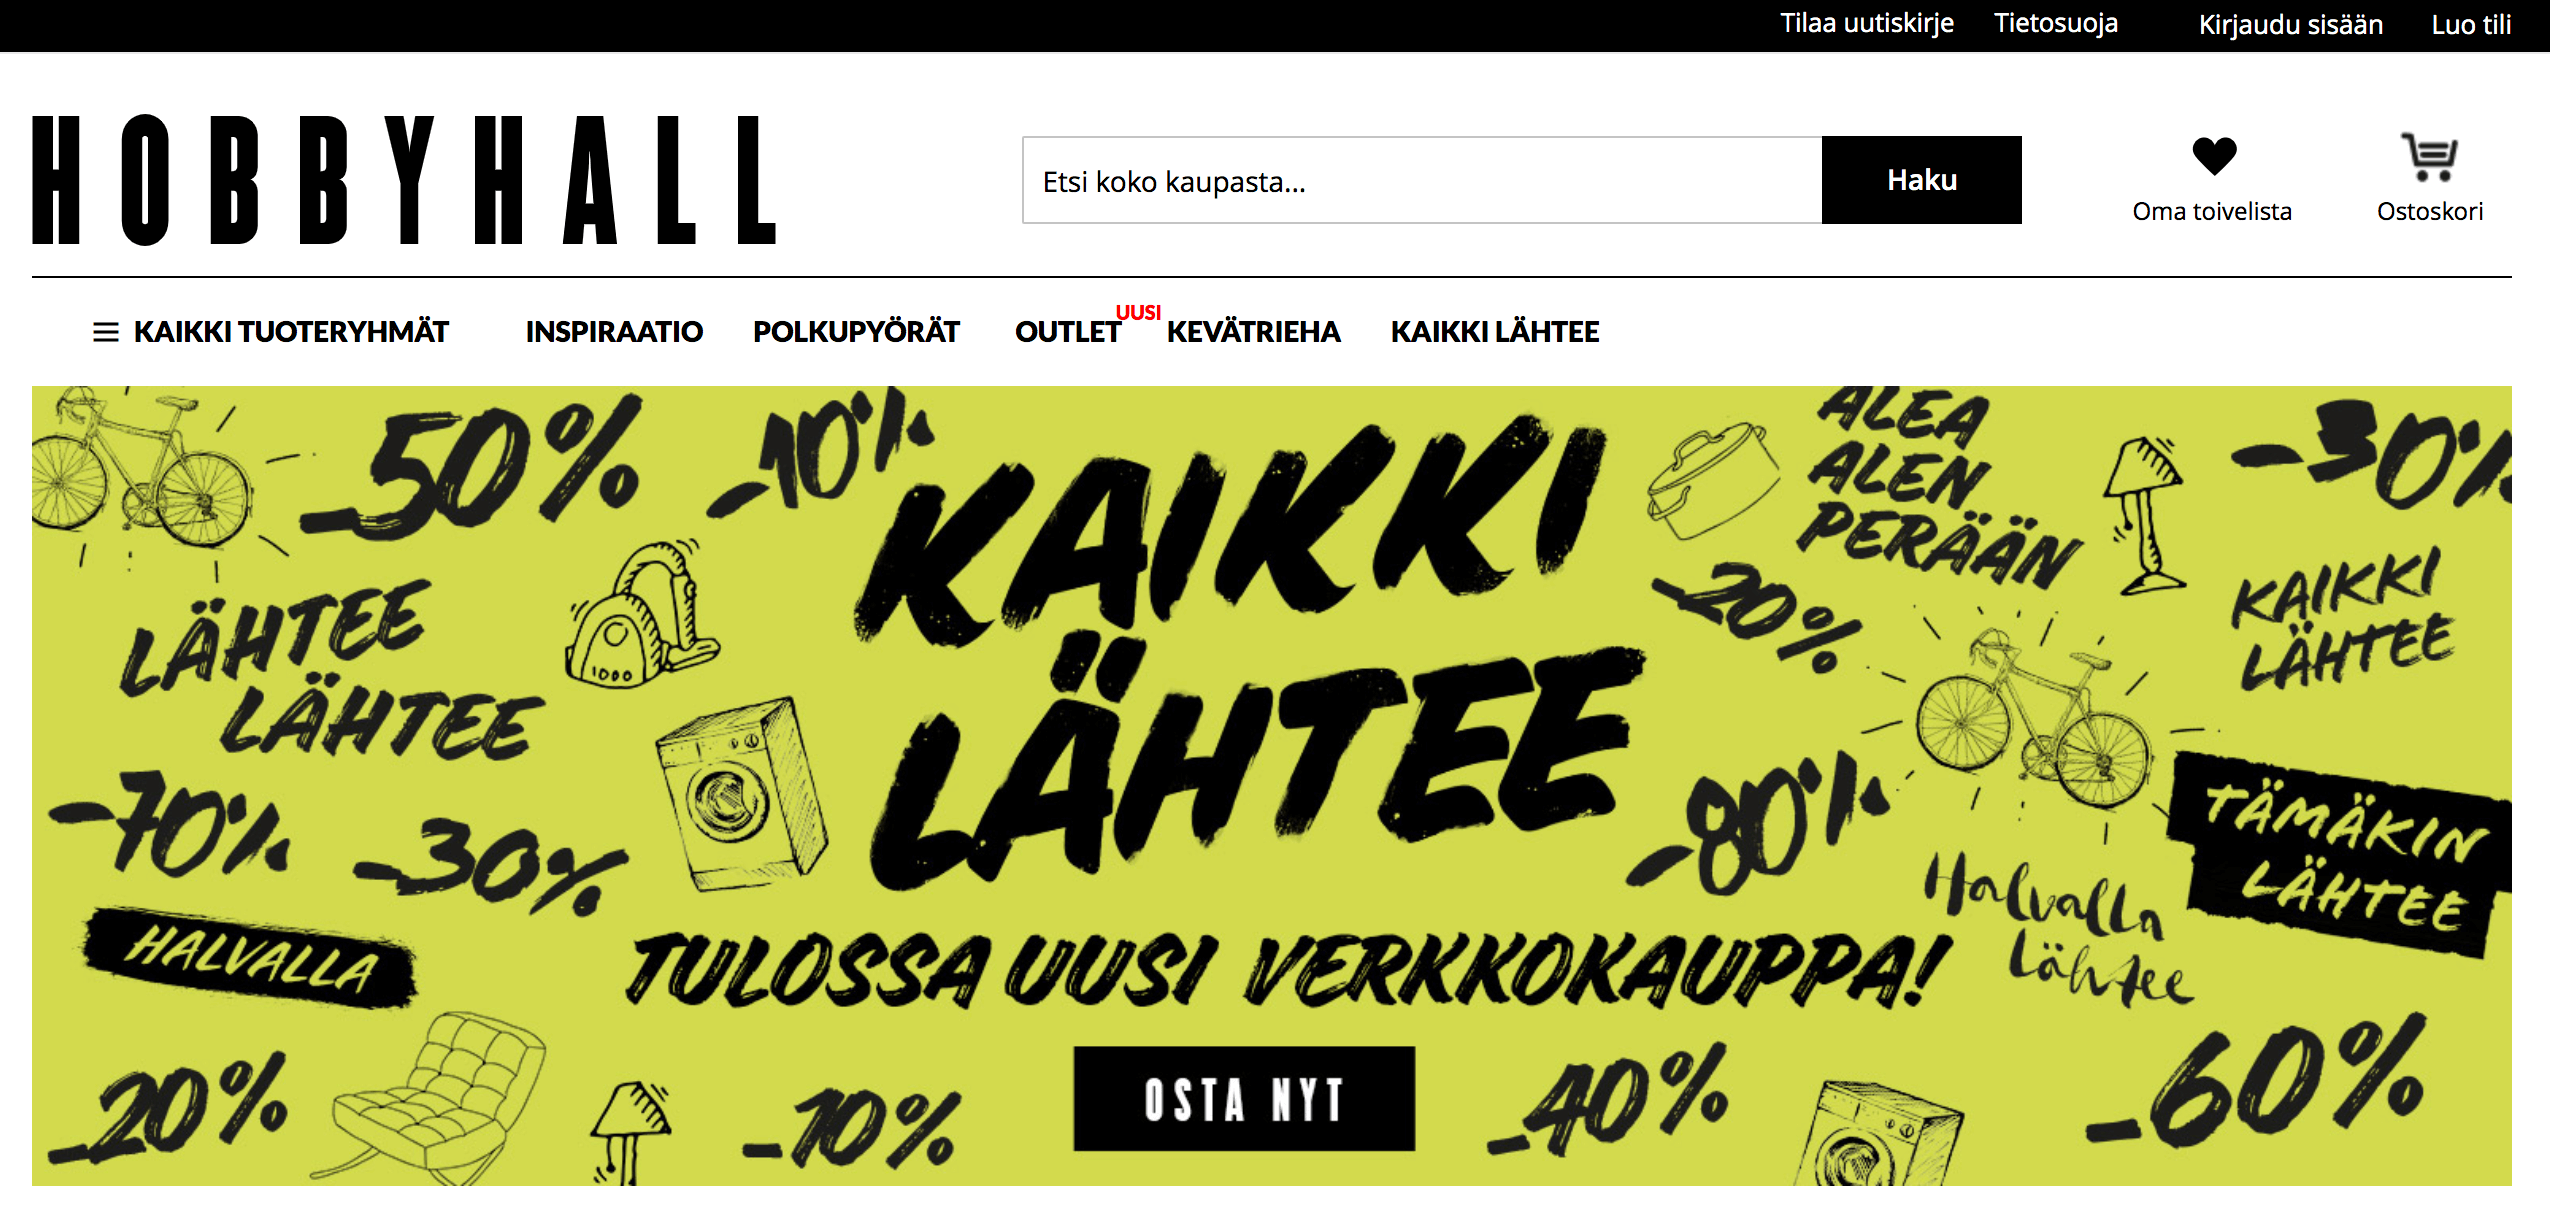 Tilaa uutiskirje Tietosuoja Kirjaudu sisään Luo tili
HOBBYHALL
Etsi koko kaupasta...
Haku
Oma toivelista
Ostoskori
KAIKKI TUOTERYHMÄT INSPIRAATIO POLKUPYÖRÄT OUTLET UUSI KEVÄTRIEHA KAIKKI LÄHTEE
-50%
-10%
KAIKKI
LÄHTEE
ALEA
ALEN
PERÄÄN
-30%
-20%
KAIKKI
LÄHTEE
LÄHTEE
LÄHTEE
1000
-70%
-30%
-80%
TÄMÄKIN
LÄHTEE
Halvalla
Lähtee
HALVALLA
TULOSSA UUSI VERKKOKAUPPA!
-20%
-10%
OSTA NYT
-40%
-60%